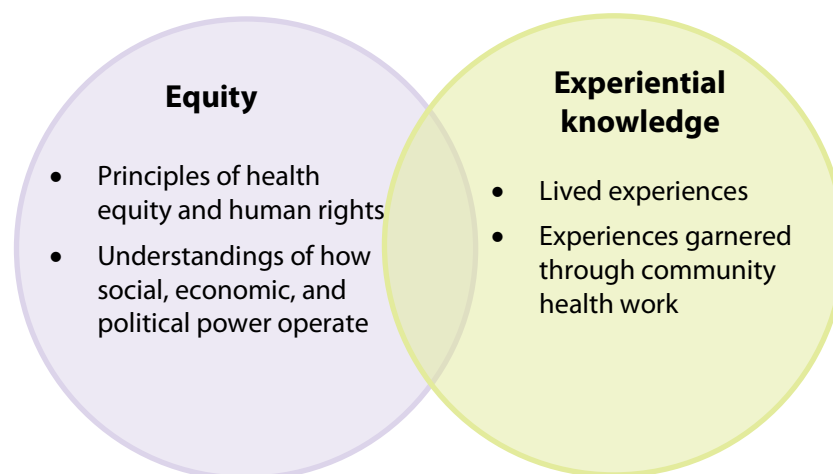 Equity
• Principles of health
equity and human rights
• Understandings of how
social, economic, and
political power operate
Experiential
knowledge
• Lived experiences
• Experiences garnered
through community
health work